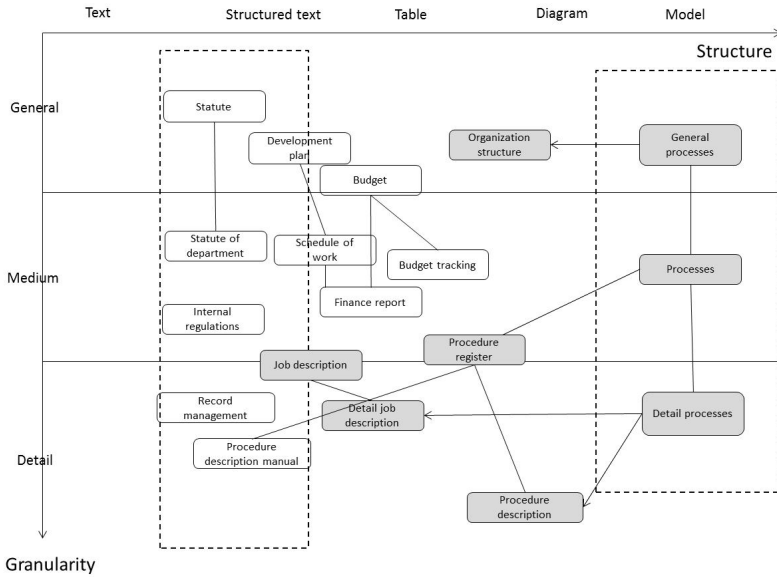 Text
Structured text
Table
Diagram
Model
Structure
General
Statute
Development
plan
Organization
structure
General
processes
Budget
Medium
Statute of
department
Schedule of
work
Budget tracking
Processes
Finance report
Internal
regulations
Procedure
register
Job description
Record
management
Detail job
description
Detail processes
Detail
Procedure
description manual
Procedure
description
Granularity